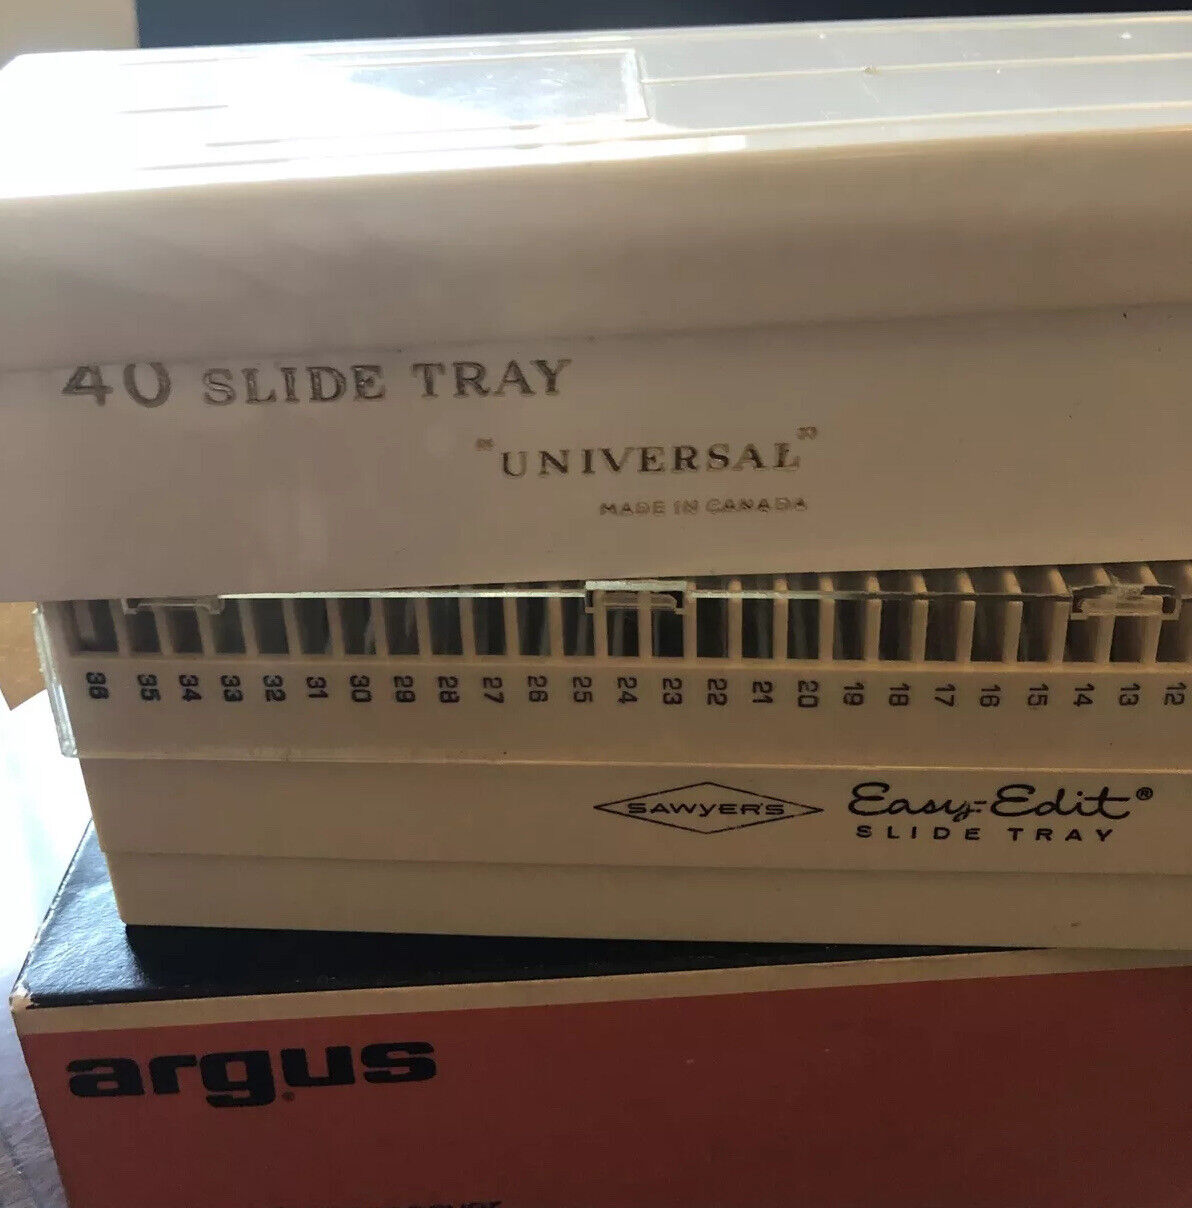 40 SLIDE TRAY
"UNIVERSAL"
MADE IN CANADA
36 35 34 33 32 31 30 29 28 27 26 25 24 23 22 21 20 19 18 17 16 15 14 13 12
SAWYER'S Easy-Edit®
SLIDE TRAY
argus